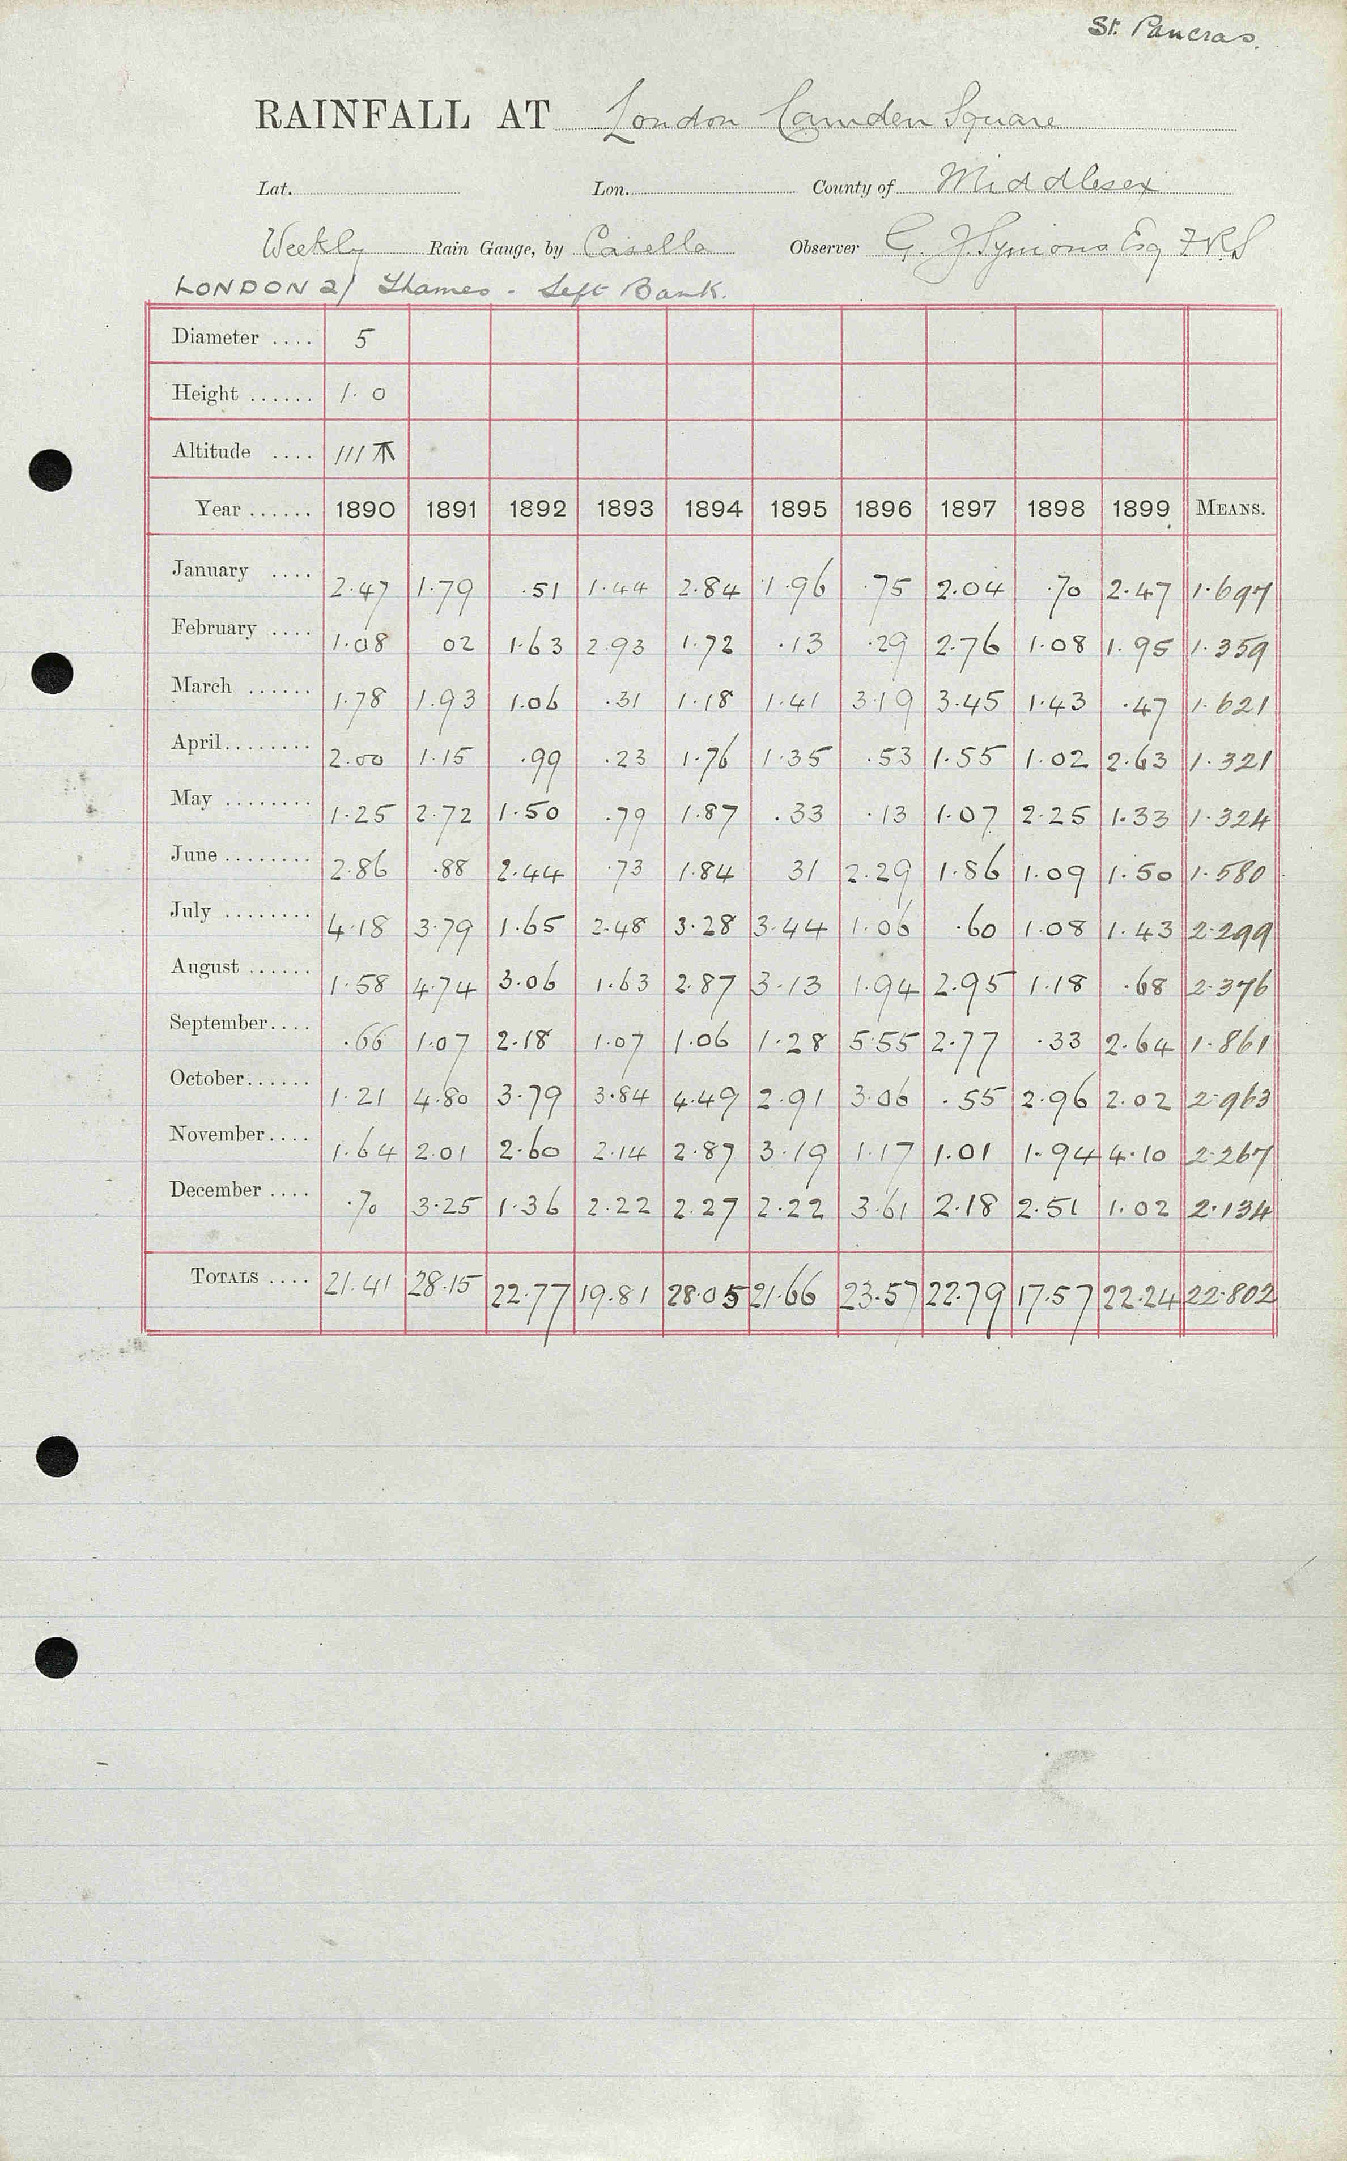 St. Pancras.
RAINFALL AT London Camden Square
Lat. Lon. County of Middlesex
Weekly Rain Gauge, by Casella Observer G. J. Symons Esq FRS
LONDON 2/ Thames - Left Bank.
Diameter .... 5
Height ...... 1. 0
Altitude .... 111
Year ...... 1890 1891 1892 1893 1894 1895 1896 1897 1898 1899 MEANS.
January .... 2.47 1.79 .51 1.44 2.84 1.96 .75 2.04 .70 2.47 1.697
February .... 1.08 02 1.63 2.93 1.72 .13 .29 2.76 1.08 1.95 1.359
March ...... 1.78 1.93 1.06 .31 1.18 1.41 3.19 3.45 1.43 .47 1.621
April........ 2.00 1.15 .99 .23 1.76 1.35 .53 1.55 1.02 2.63 1.321
May ........ 1.25 2.72 1.50 .79 1.87 .33 .13 1.07 2.25 1.33 1.324
June ........ 2.86 .88 2.44 .73 1.84 31 2.29 1.86 1.09 1.50 1.580
July ........ 4.18 3.79 1.65 2.48 3.28 3.44 1.06 .60 1.08 1.43 2.299
August ...... 1.58 4.74 3.06 1.63 2.87 3.13 1.94 2.95 1.18 .68 2.376
September.... .66 1.07 2.18 1.07 1.06 1.28 5.55 2.77 .33 2.64 1.861
October...... 1.21 4.80 3.79 3.84 4.49 2.91 3.06 .55 2.96 2.02 2.963
November.... 1.64 2.01 2.60 2.14 2.87 3.19 1.17 1.01 1.94 4.10 2.267
December .... .70 3.25 1.36 2.22 2.27 2.22 3.61 2.18 2.51 1.02 2.134
TOTALS .... 21.41 28.15 22.77 19.81 28.05 21.66 23.57 22.79 17.57 22.24 22.802